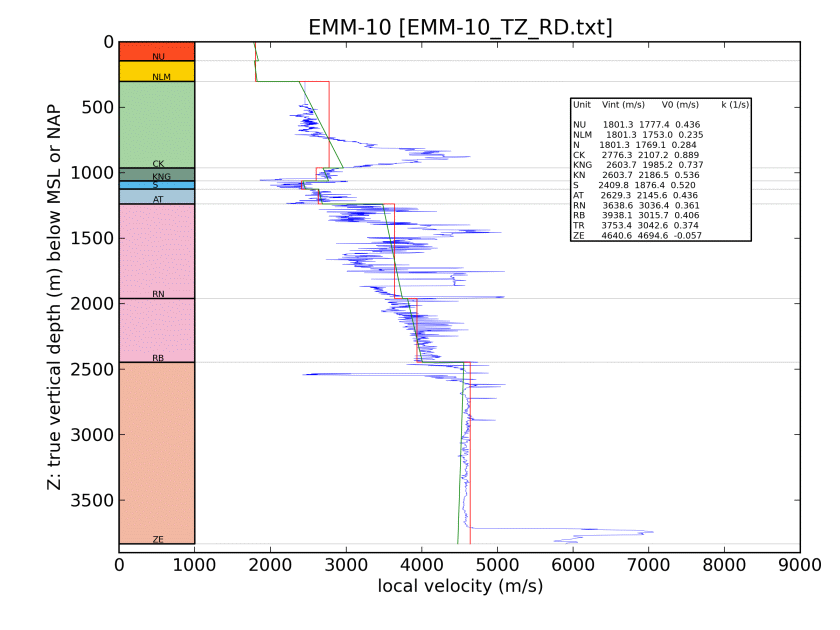 EMM-10 [EMM-10_TZ_RD.txt]
0
500
1000
1500
2000
2500
3000
3500
Z: true vertical depth (m) below MSL or NAP
NU
NLM
CK
KNG
S
AT
RN
RB
ZE
Unit Vint (m/s) V0 (m/s) k (1/s)
NU 1801.3 1777.4 0.436
NLM 1801.3 1753.0 0.235
N 1801.3 1769.1 0.284
CK 2776.3 2107.2 0.889
KNG 2603.7 1985.2 0.737
KN 2603.7 2186.5 0.536
S 2409.8 1876.4 0.520
AT 2629.3 2145.6 0.436
RN 3638.6 3036.4 0.361
RB 3938.1 3015.7 0.406
TR 3753.4 3042.6 0.374
ZE 4640.6 4694.6 -0.057
0 1000 2000 3000 4000 5000 6000 7000 8000 9000
local velocity (m/s)